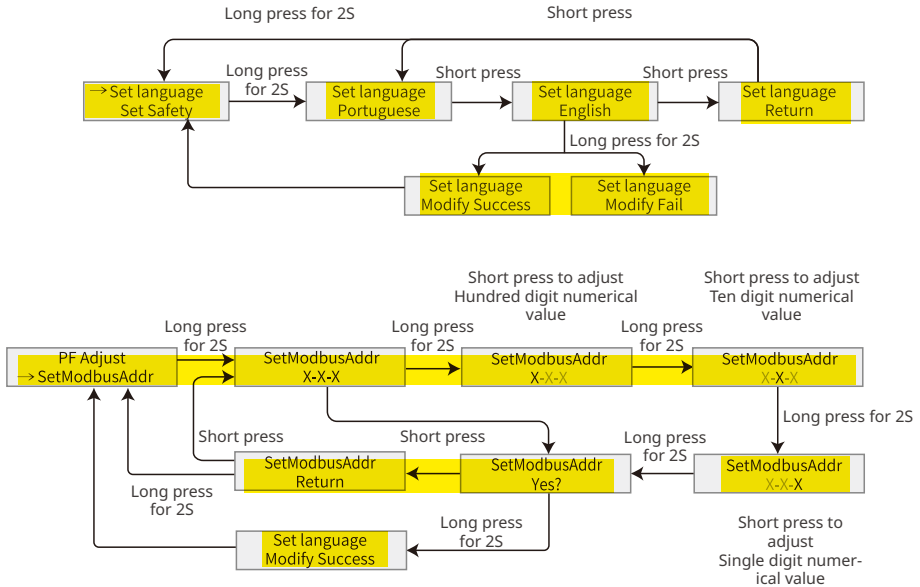 Long press for 2S
Short press
Long press
for 2S
Short press
Short press
→Set language
Set Safety
Set language
Portuguese
Set language
English
Set language
Return
Long press for 2S
Set language
Modify Success
Set language
Modify Fail
Short press to adjust
Hundred digit numerical
value
Short press to adjust
Ten digit numerical
value
Long press
for 2S
Long press
for 2S
Long press
for 2S
PF Adjust
→SetModbusAddr
SetModbusAddr
X-X-X
SetModbusAddr
X-X-X
SetModbusAddr
X-X-X
Long press for 2S
Short press
Short press
Long press
for 2S
SetModbusAddr
Return
SetModbusAddr
Yes?
SetModbusAddr
X-X-X
Long press
for 2S
Long press
for 2S
Set language
Modify Success
Short press to
adjust
Single digit numer-
ical value